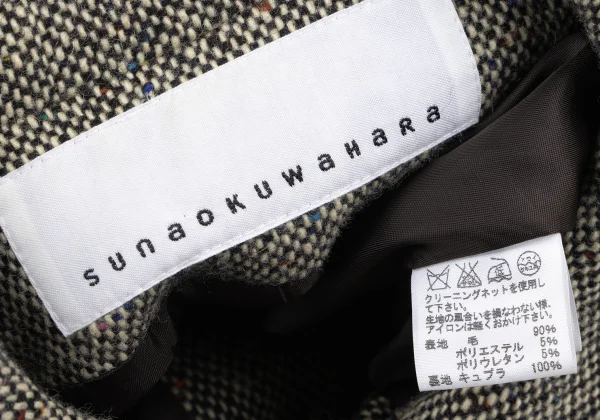 sunaokuwahara
クリーニングネットを使用し
て下さい。
生地の風合いを損なわない様、
アイロンは軽くおかけ下さい。
表地 毛 90%
ポリエステル 5%
ポリウレタン 5%
裏地 キュプラ 100%